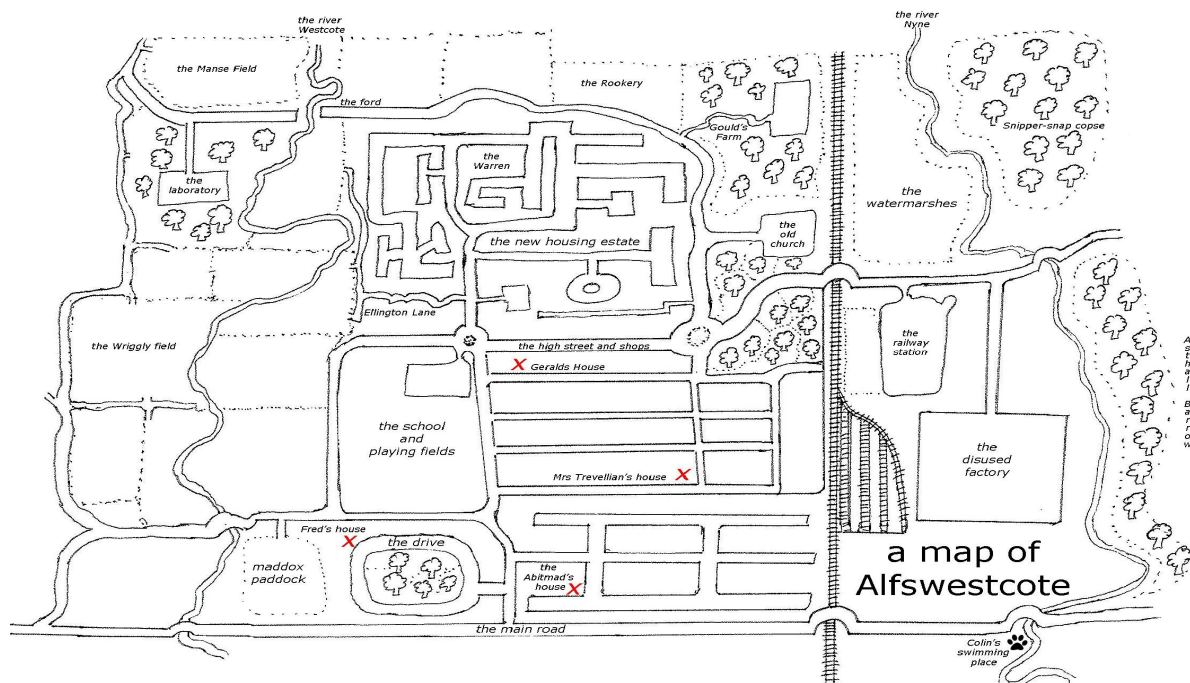 the river
Westcote
the river
Nyne
the Manse Field
the Rookery
the ford
Gould's
Farm
Snipper-snap copse
the
Warren
the
laboratory
the
watermarshes
the
old
church
the new housing estate
Ellington Lane
the Wriggly field
the high street and shops
Geralds House
the
railway
station
Asthall Barrow
the school
and
playing fields
the
disused
factory
Mrs Trevellian's house
Fred's house
the drive
maddox
paddock
the
Abitmad's
house
a map of
Alfswestcote
the main road
Colin's
swimming
place